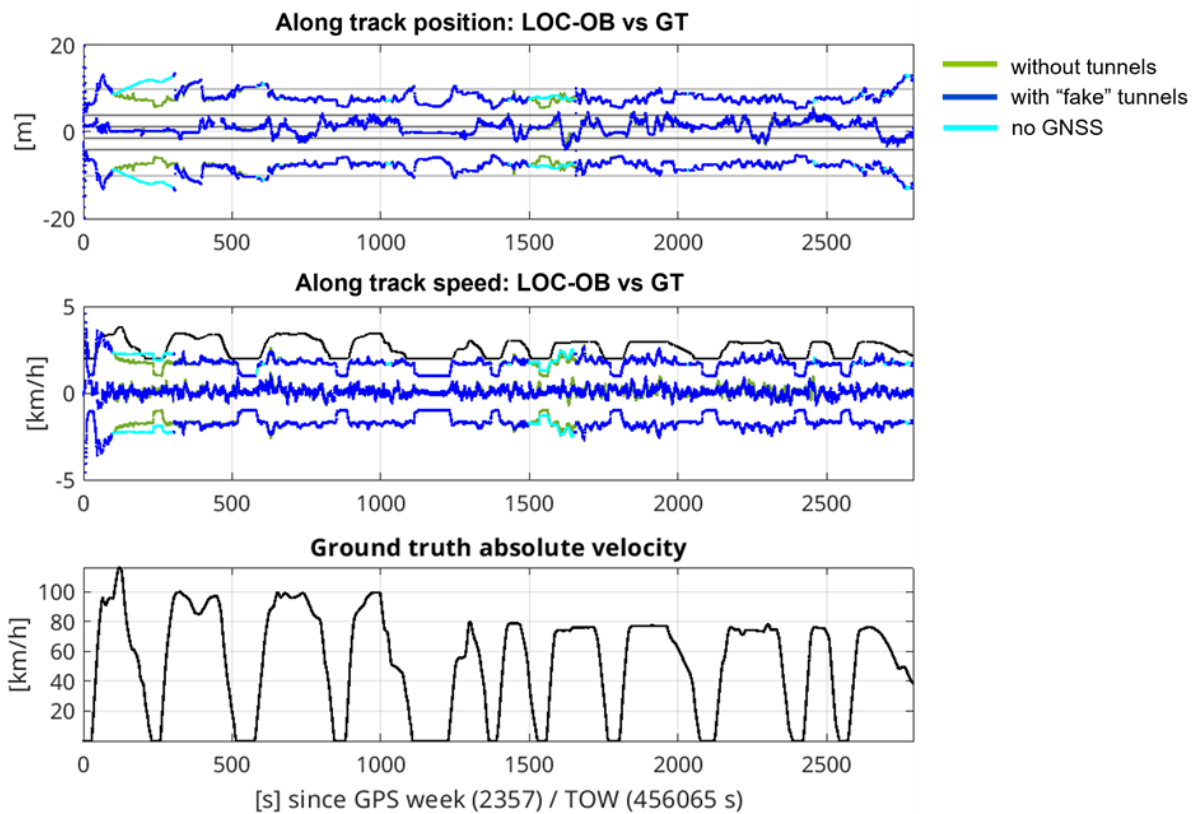 Along track position: LOC-OB vs GT
20
0
-20
[m]
0 500 1000 1500 2000 2500
without tunnels
with “fake” tunnels
no GNSS
Along track speed: LOC-OB vs GT
5
0
-5
[km/h]
0 500 1000 1500 2000 2500
Ground truth absolute velocity
100
80
60
40
20
[km/h]
0 500 1000 1500 2000 2500
[s] since GPS week (2357) / TOW (456065 s)